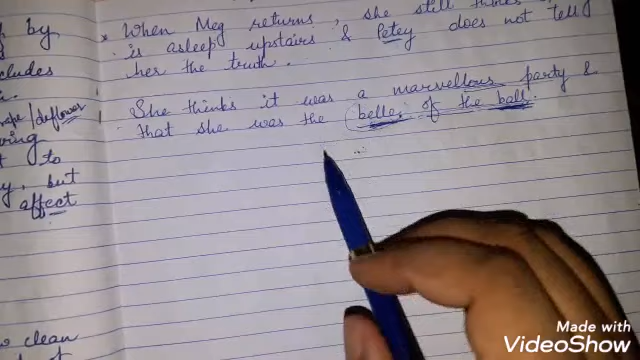 by
cludes
rape/deflower
ving
t to
y, but
affect
clean
of
* When Meg returns, she still thinks
is asleep upstairs & Petey does not tell
her the truth.
She thinks it was a marvellous party &
that she was the belle of the ball.
Made with
VideoShow